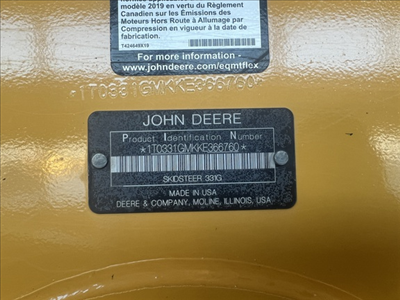 modèle 2019 en vertu du Règlement
Canadien sur les Émissions des
Moteurs Hors Route à Allumage par
Compression en vigueur à la date de
fabrication.
For more information -
www.johndeere.com/eqmtflex
*1T0331GMKKE366760*
JOHN DEERE
Product Identification Number
*1T0331GMKKE366760*
SKIDSTEER 331G
MADE IN USA
DEERE & COMPANY, MOLINE, ILLINOIS, USA